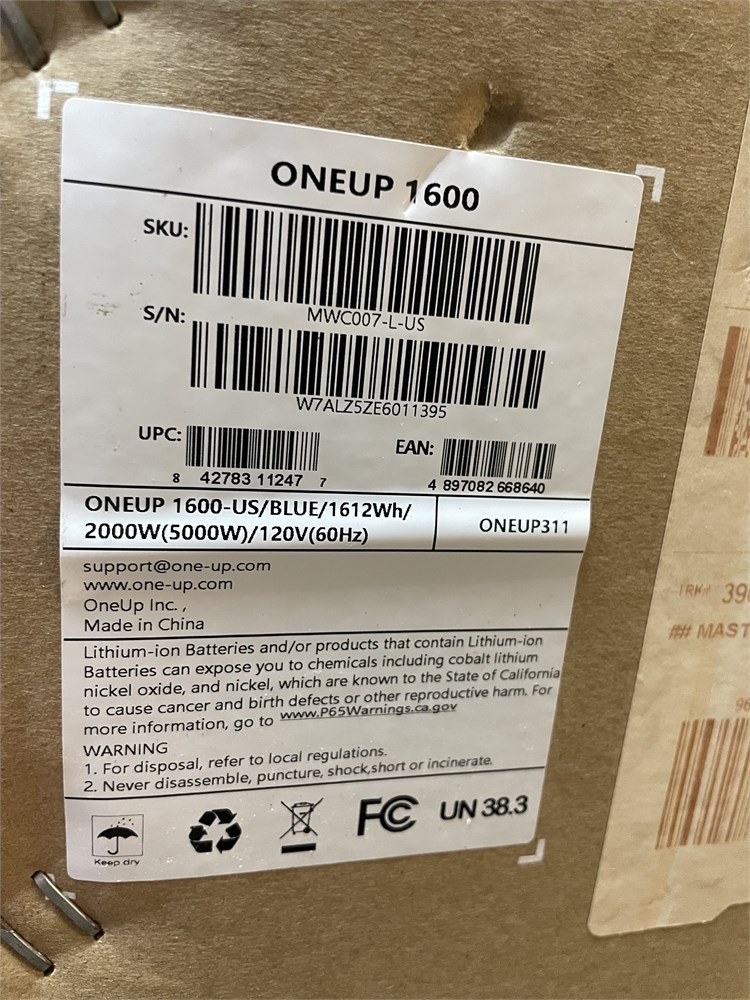 ONEUP 1600
SKU:
MWC007-L-US
S/N:
W7ALZ5ZE6011395
UPC:
8 42783 11247 7
EAN:
4 897082 668640
ONEUP 1600-US/BLUE/1612Wh/
2000W(5000W)/120V(60Hz)
ONEUP311
support@one-up.com
www.one-up.com
OneUp Inc. ,
Made in China
Lithium-ion Batteries and/or products that contain Lithium-ion
Batteries can expose you to chemicals including cobalt lithium
nickel oxide, and nickel, which are known to the State of California
to cause cancer and birth defects or other reproductive harm. For
more information, go to www.P65Warnings.ca.gov
WARNING
1. For disposal, refer to local regulations.
2. Never disassemble, puncture, shock,short or incinerate.
Keep dry
FC
UN 38.3
TRK#
## MAST
96